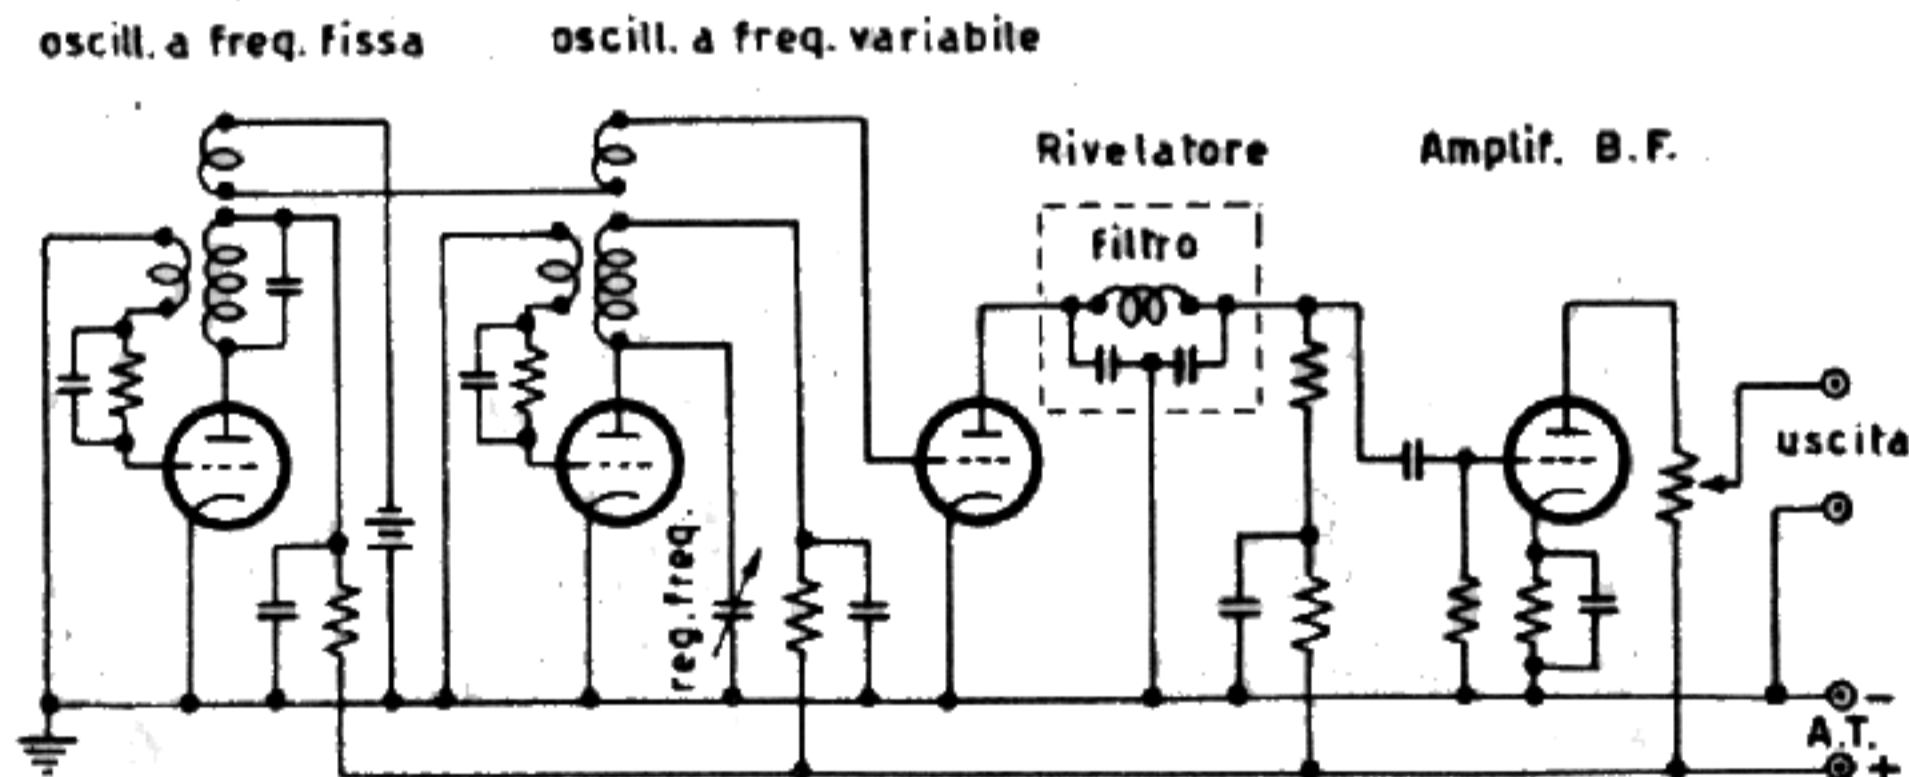 oscill. a freq. fissa
oscill. a freq. variabile
Rivelatore
Amplif. B.F.
filtro
uscita
reg. freq.
-
A.T.
+